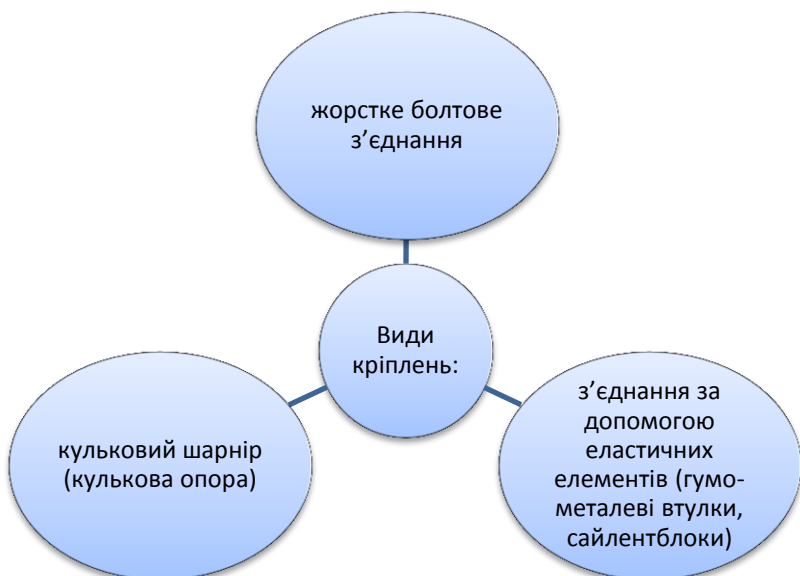 жорстке болтове
з’єднання
Види
кріплень:
кульковий шарнір
(кулькова опора)
з’єднання за
допомогою
еластичних
елементів (гумо-
металеві втулки,
сайлентблоки)